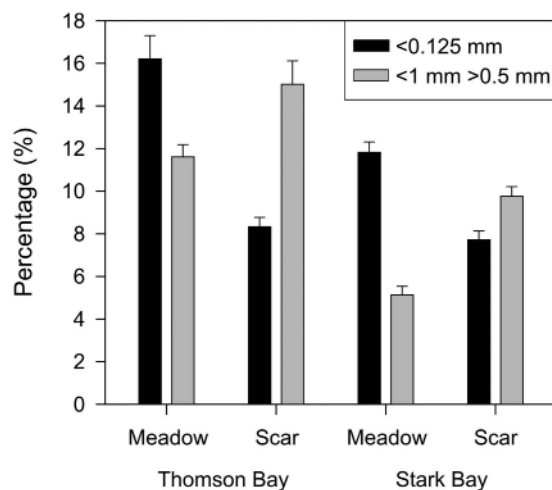 18
16
14
12
10
8
6
4
2
0
Percentage (%)
<0.125 mm
<1 mm >0.5 mm
Meadow Scar Meadow Scar
Thomson Bay Stark Bay